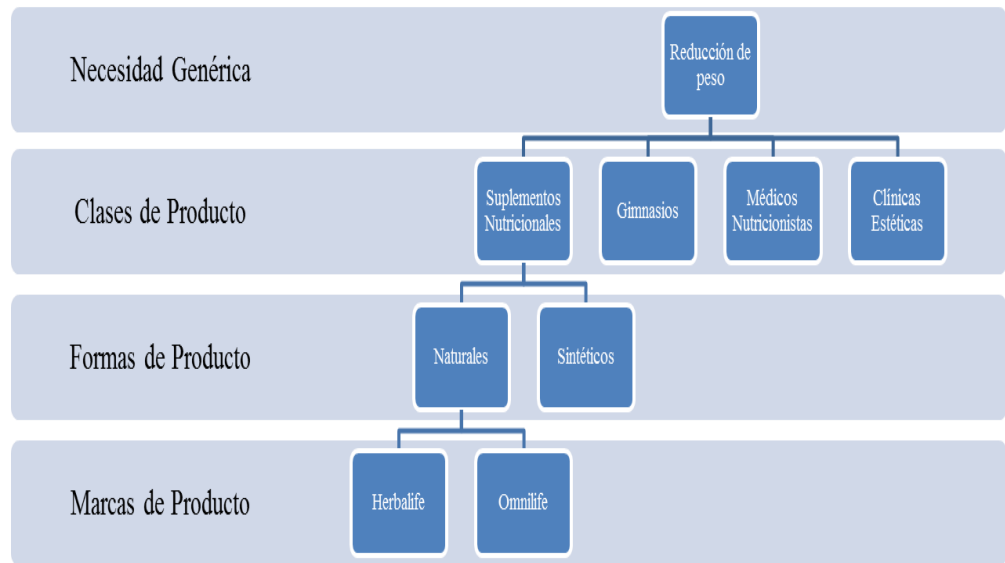 Necesidad Genérica
Reducción de
peso
Clases de Producto
Suplementos
Nutricionales
Gimnasios
Médicos
Nutricionistas
Clínicas
Estéticas
Formas de Producto
Naturales
Sintéticos
Marcas de Producto
Herbalife
Omnilife